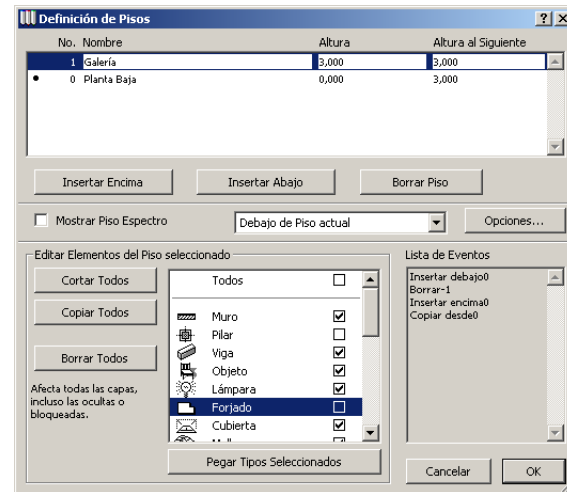 Definición de Pisos
No. Nombre Altura Altura al Siguiente
1 Galería 3,000 3,000
0 Planta Baja 0,000 3,000
Insertar Encima Insertar Abajo Borrar Piso
Mostrar Piso Espectro Debajo de Piso actual Opciones...
Editar Elementos del Piso seleccionado
Cortar Todos
Copiar Todos
Borrar Todos
Afecta todas las capas,
incluso las ocultas o
bloqueadas.
Todos
Muro
Pilar
Viga
Objeto
Lámpara
Forjado
Cubierta
Pegar Tipos Seleccionados
Lista de Eventos
Insertar debajo0
Borrar-1
Insertar encima0
Copiar desde0
Cancelar OK